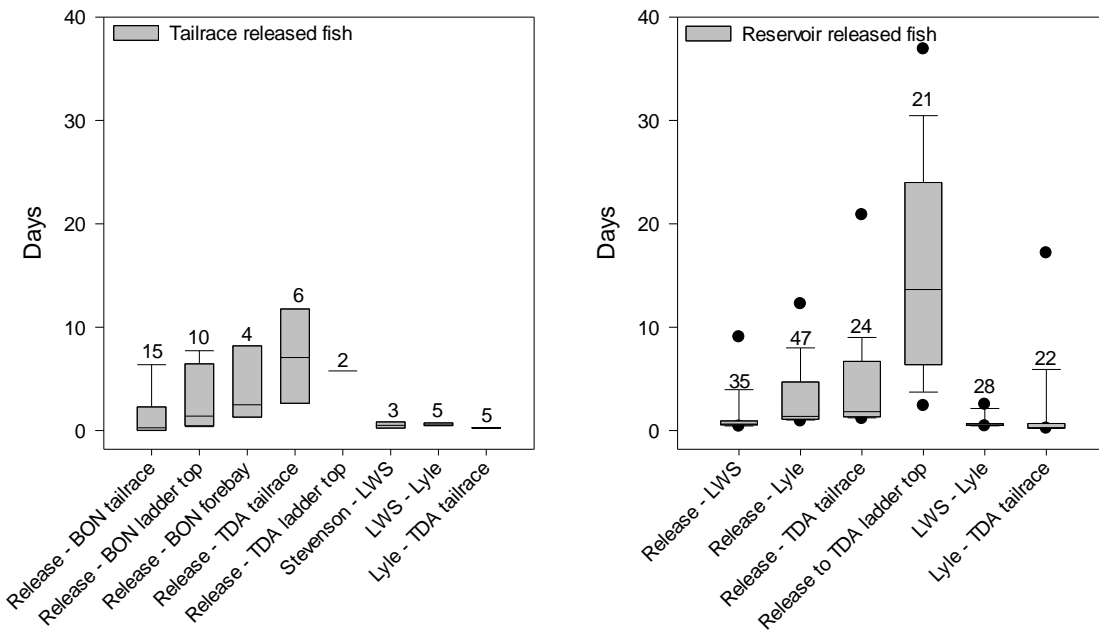 Tailrace released fish
Days
40
30
20
10
0
15
10
4
6
2
3
5
5
Release - BON tailrace
Release - BON ladder top
Release - BON forebay
Release - TDA tailrace
Release - TDA ladder top
Stevenson - LWS
LWS - Lyle
Lyle - TDA tailrace
Reservoir released fish
Days
40
30
20
10
0
35
47
24
21
28
22
Release - LWS
Release - Lyle
Release - TDA tailrace
Release to TDA ladder top
LWS - Lyle
Lyle - TDA tailrace